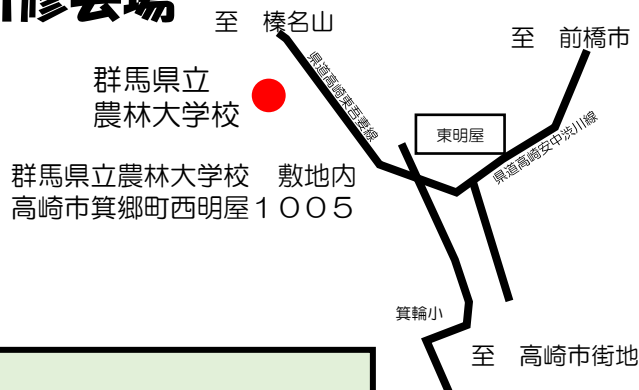 研修会場
至　榛名山
至　前橋市
県道高崎東吾妻線
群馬県立
農林大学校
東明屋
県道高崎安中渋川線
群馬県立農林大学校　敷地内
高崎市箕郷町西明屋１００５
箕輪小
至　高崎市街地